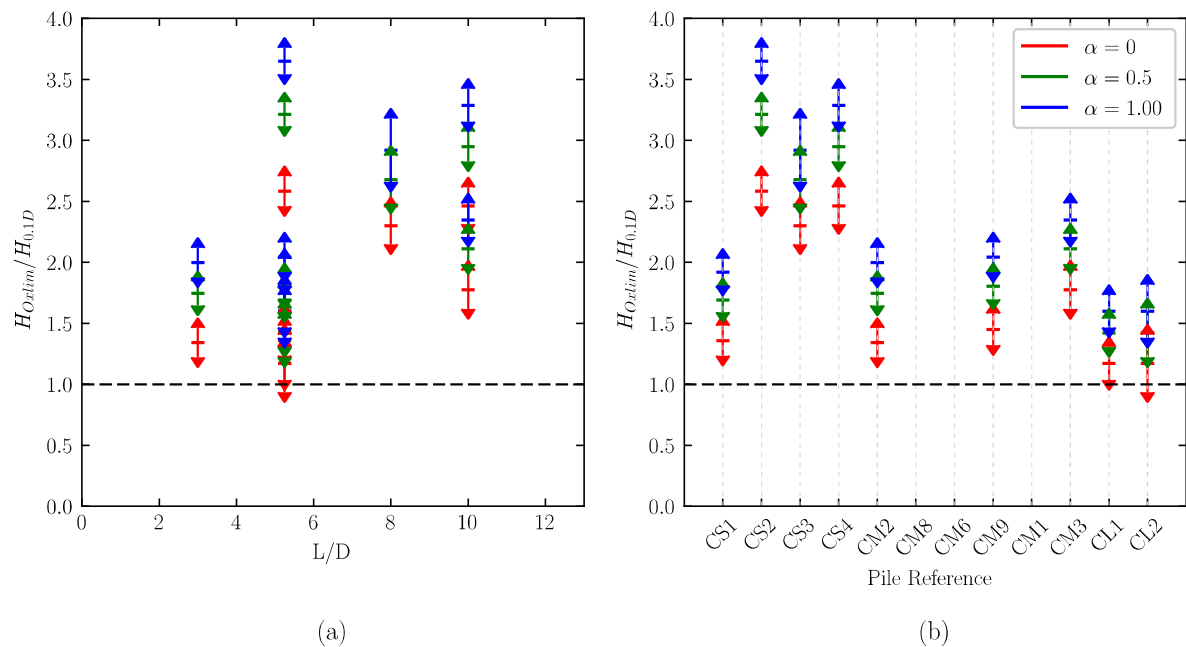 4.0
3.5
3.0
2.5
2.0
1.5
1.0
0.5
0.0
H_{Oxlim}/H_{0.1D}
0 2 4 6 8 10 12
L/D
(a)
4.0
3.5
3.0
2.5
2.0
1.5
1.0
0.5
0.0
H_{Oxlim}/H_{0.1D}
α = 0
α = 0.5
α = 1.00
CS1 CS2 CS3 CS4 CM2 CM8 CM6 CM9 CM1 CM3 CL1 CL2
Pile Reference
(b)